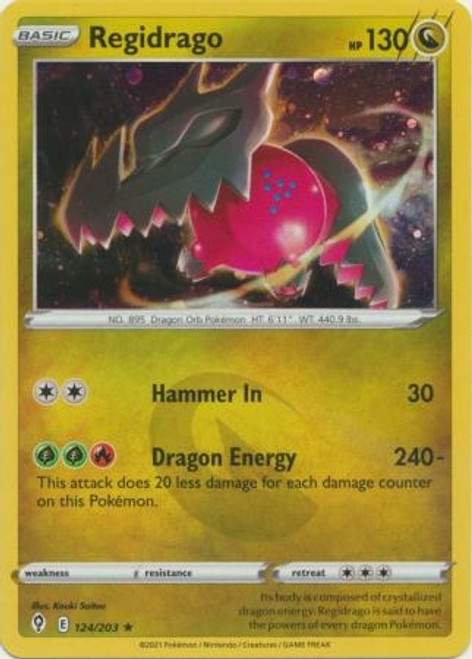 BASIC Regidrago HP 130
NO. 895 Dragon Orb Pokémon HT: 6'11" WT: 440.9 lbs.
Hammer In 30
Dragon Energy 240-
This attack does 20 less damage for each damage counter
on this Pokémon.
weakness resistance retreat
Illus. Kouki Saitou
Its body is composed of crystallized
dragon energy. Regidrago is said to have
the powers of every dragon Pokémon.
E 124/203 ★
©2021 Pokémon / Nintendo / Creatures / GAME FREAK